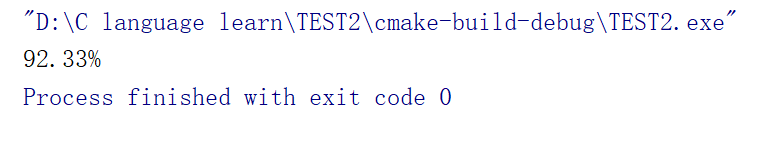 "D:\C language learn\TEST2\cmake-build-debug\TEST2.exe"
92.33%
Process finished with exit code 0